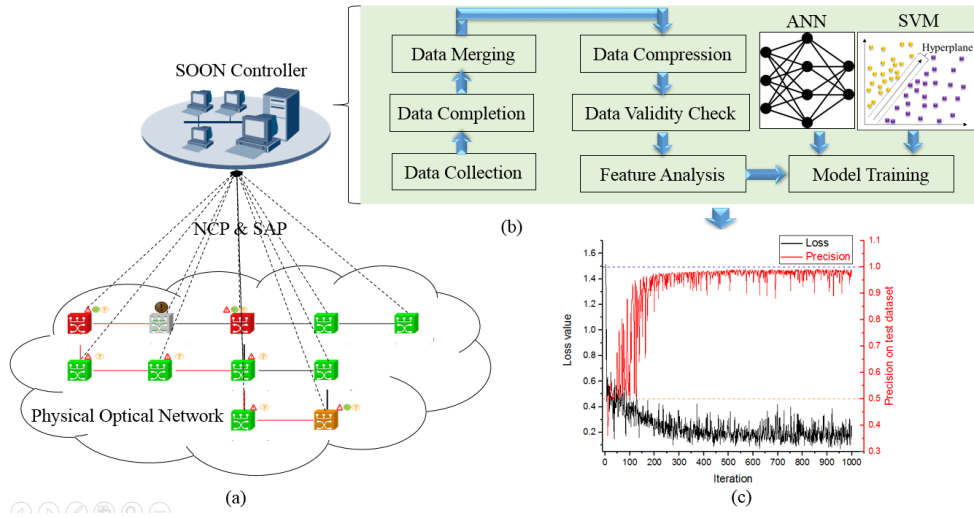 SOON Controller
NCP & SAP
Physical Optical Network
(a)
Data Merging
Data Completion
Data Collection
Data Compression
Data Validity Check
Feature Analysis
Model Training
ANN
SVM
Hyperplane
(b)
Loss
Precision
Loss value
1.6
1.4
1.2
1.0
0.8
0.6
0.4
0.2
Precision on test dataset
1.1
1.0
0.9
0.8
0.7
0.6
0.5
0.4
0.3
0 100 200 300 400 500 600 700 800 900 1000
Iteration
(c)